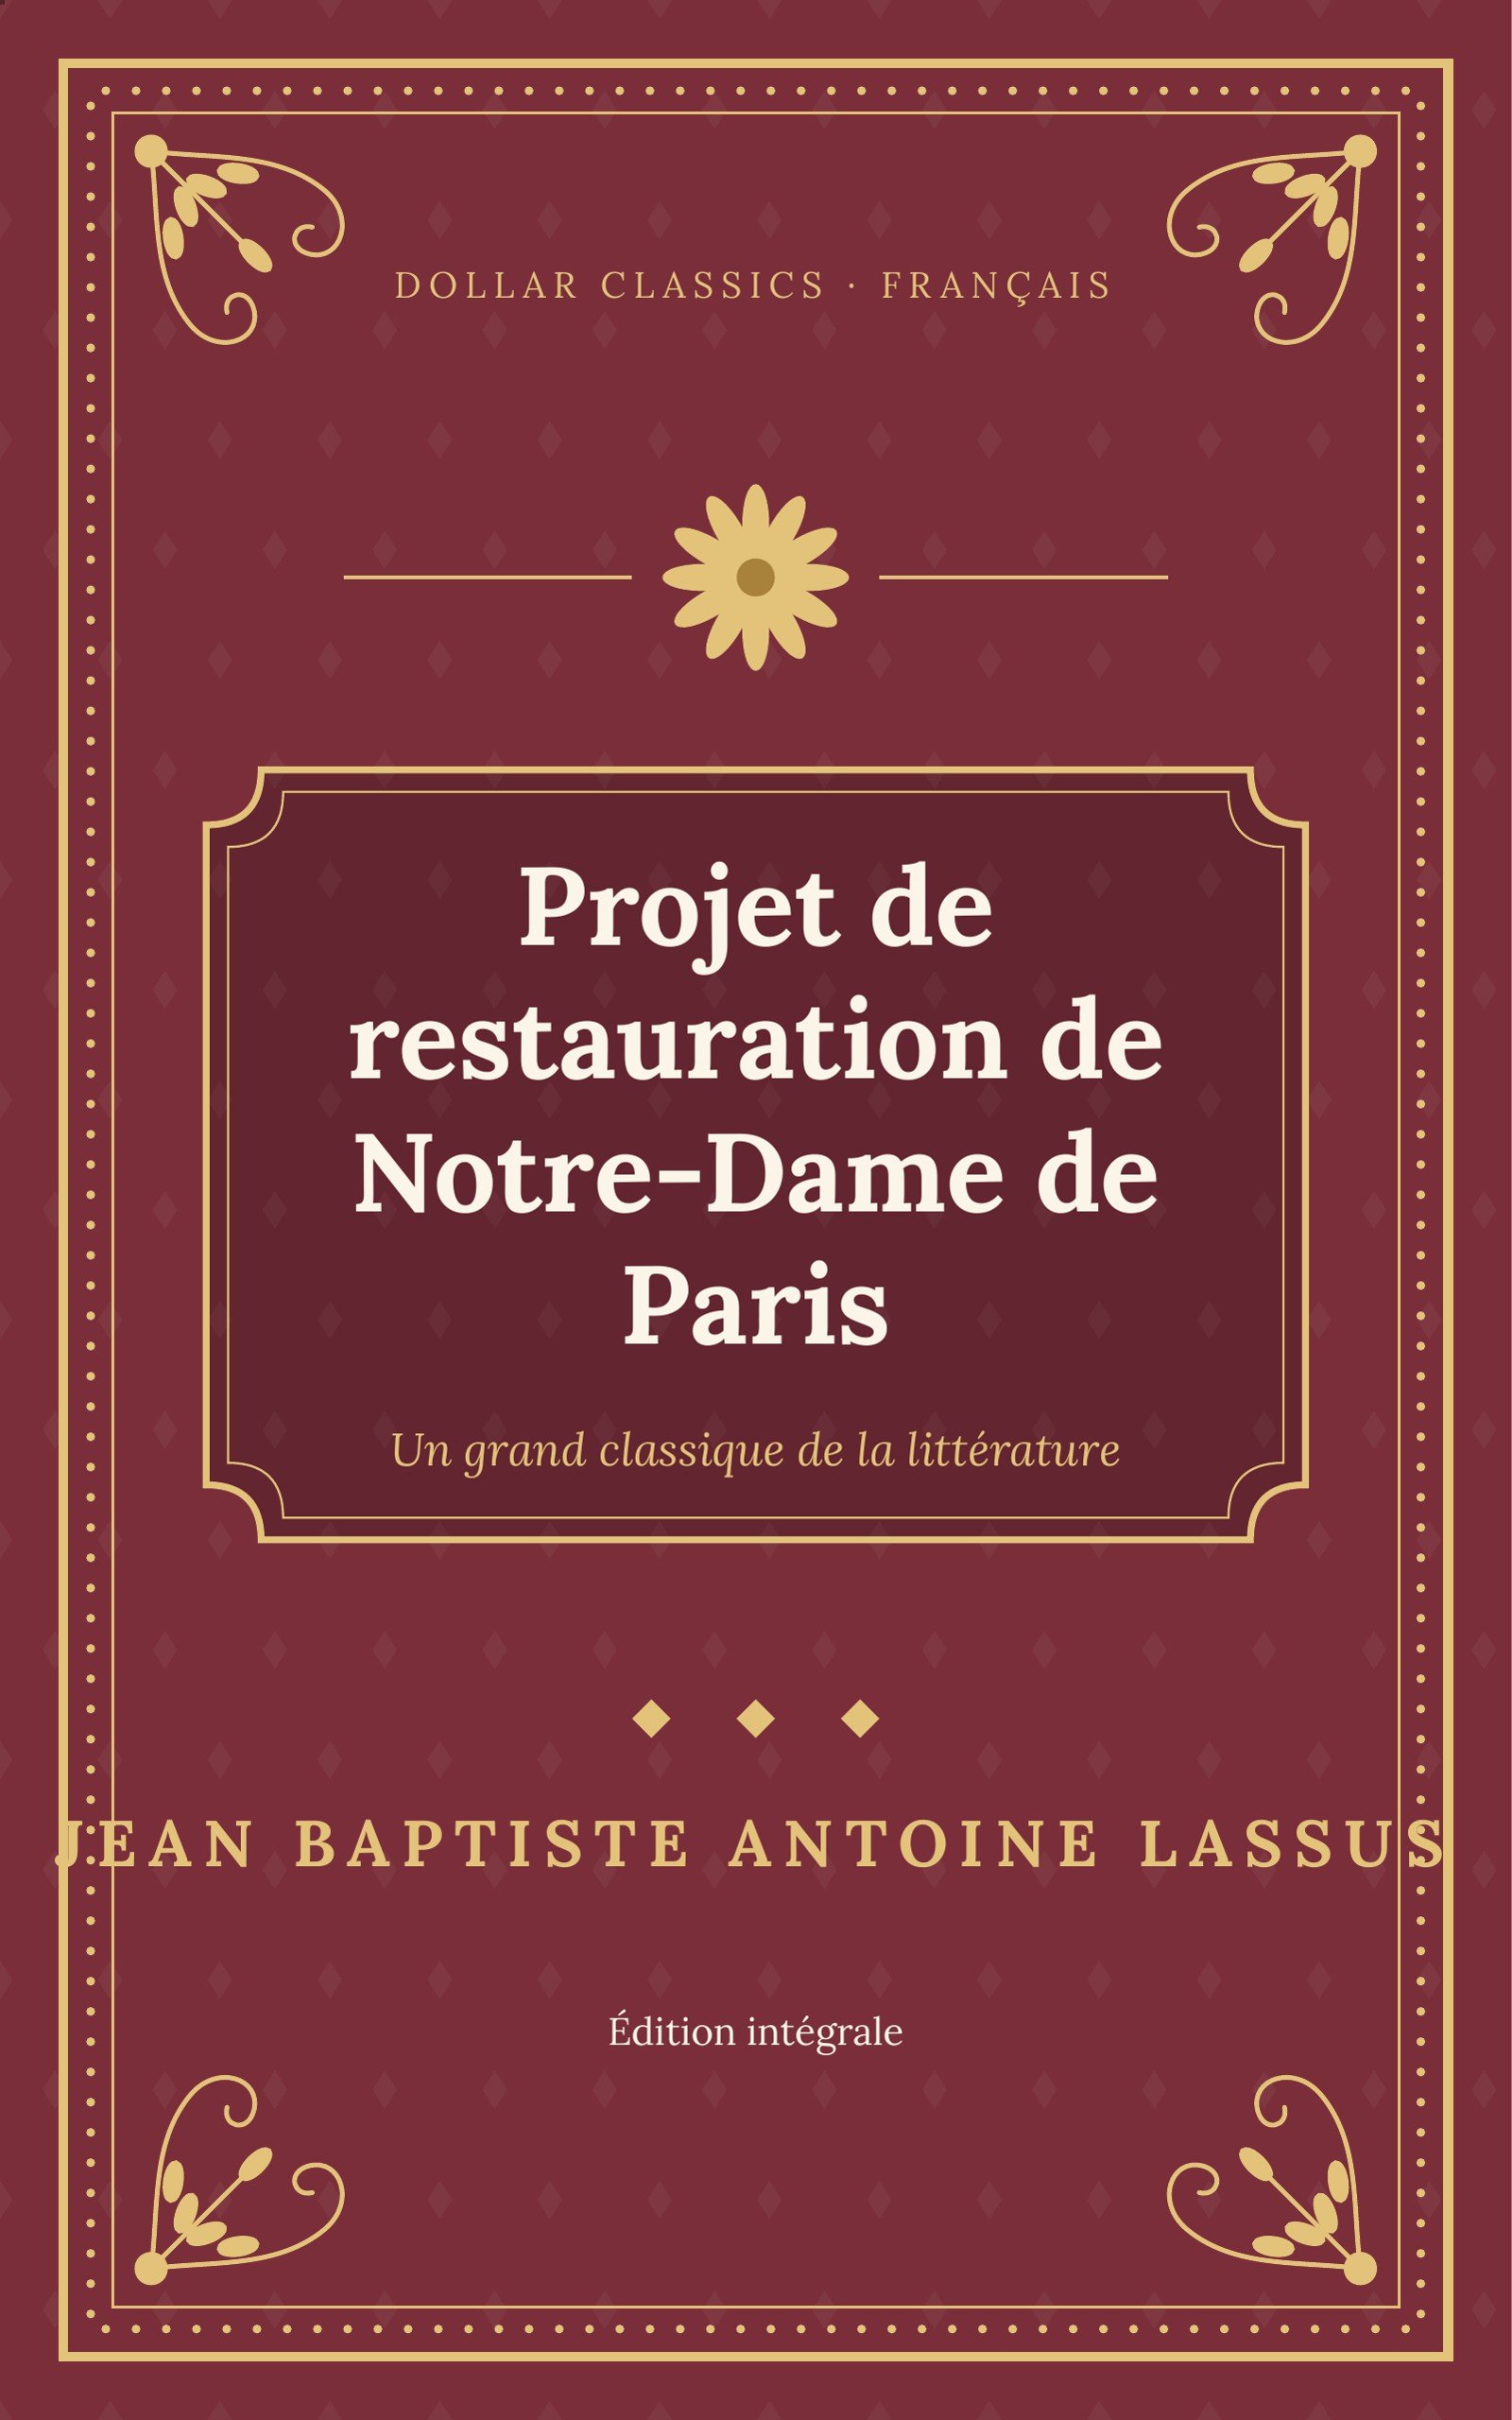 DOLLAR CLASSICS · FRANÇAIS
Projet de
restauration de
Notre-Dame de
Paris
Un grand classique de la littérature
JEAN BAPTISTE ANTOINE LASSUS
Édition intégrale